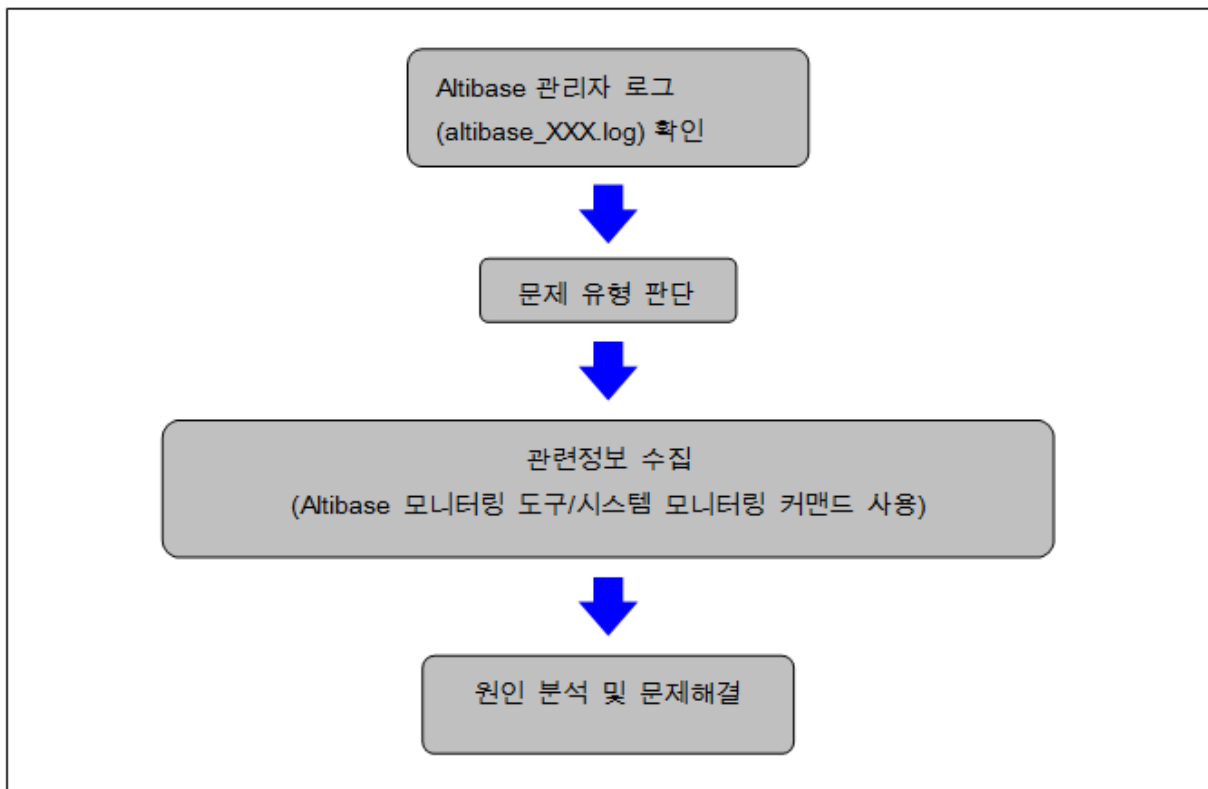 Altibase 관리자 로그
(altibase_XXX.log) 확인
문제 유형 판단
관련정보 수집
(Altibase 모니터링 도구/시스템 모니터링 커맨드 사용)
원인 분석 및 문제해결